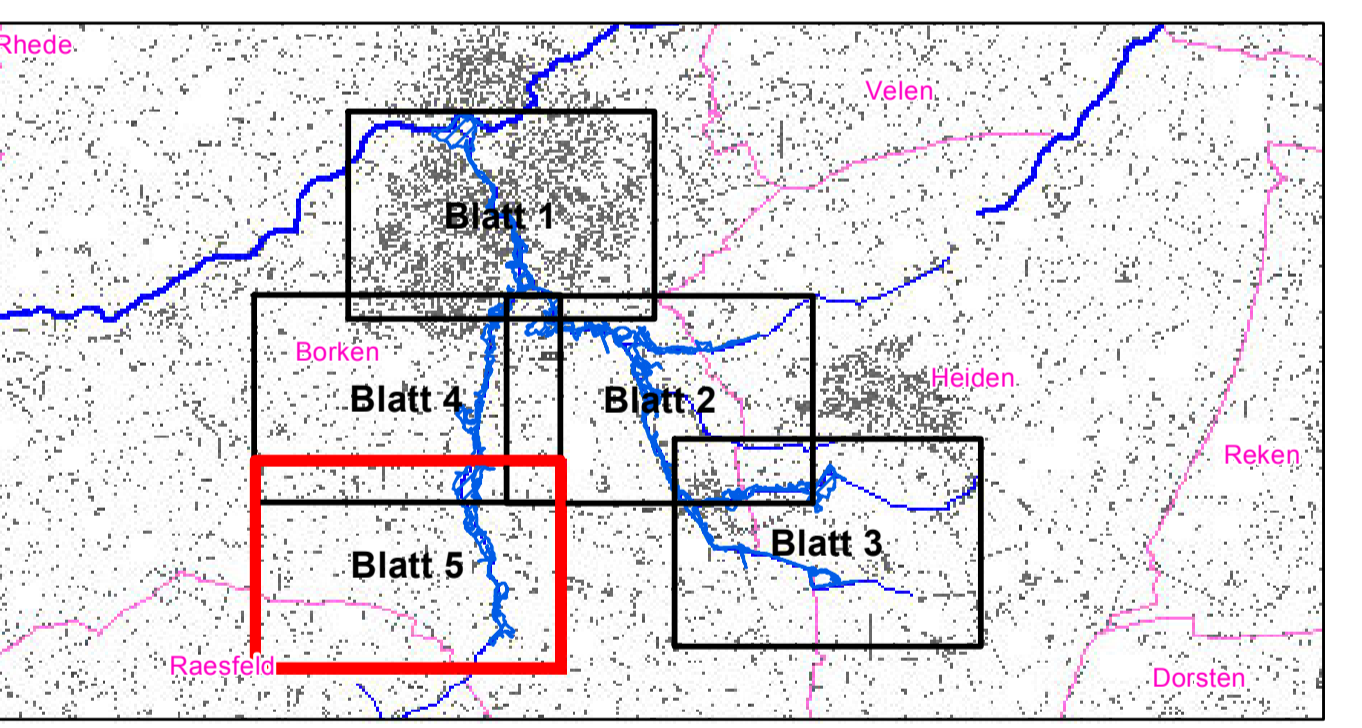 Rhede
Velen
Blatt 1
Borken
Heiden
Blatt 4
Blatt 2
Reken
Blatt 3
Blatt 5
Raesfeld
Dorsten